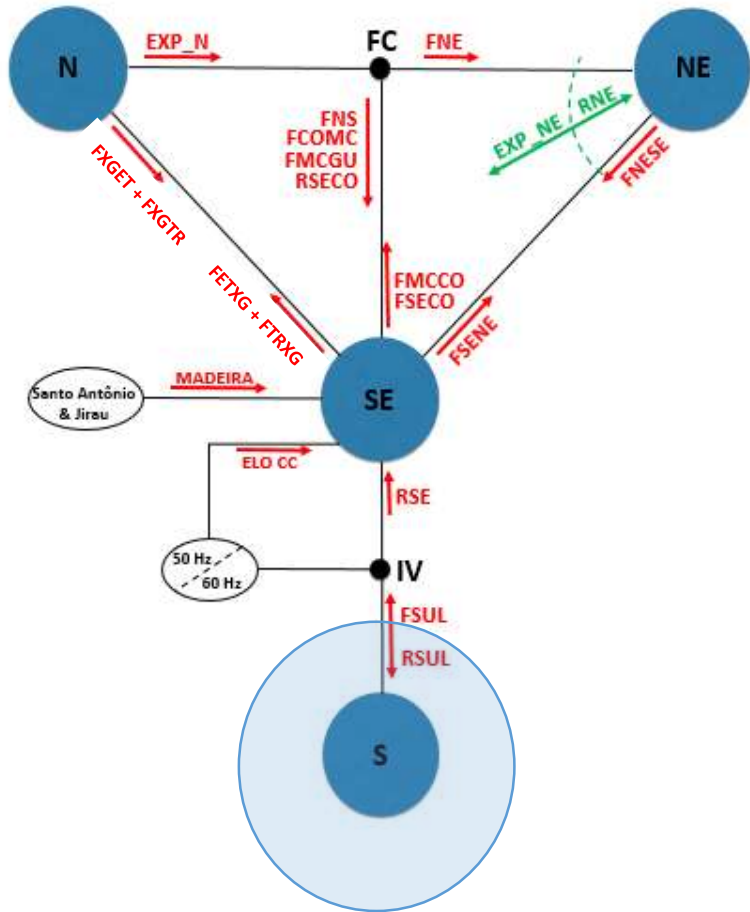 N
EXP_N
FC
FNE
NE
FNS
FCOMC
FMCGU
RSECO
EXP_NE RNE
FNESE
FXGET + FXGTR
FETXG + FTRXG
FMCCO
FSECO
FSENE
MADEIRA
Santo Antônio
& Jirau
SE
ELO CC
RSE
50 Hz
60 Hz
IV
FSUL
RSUL
S